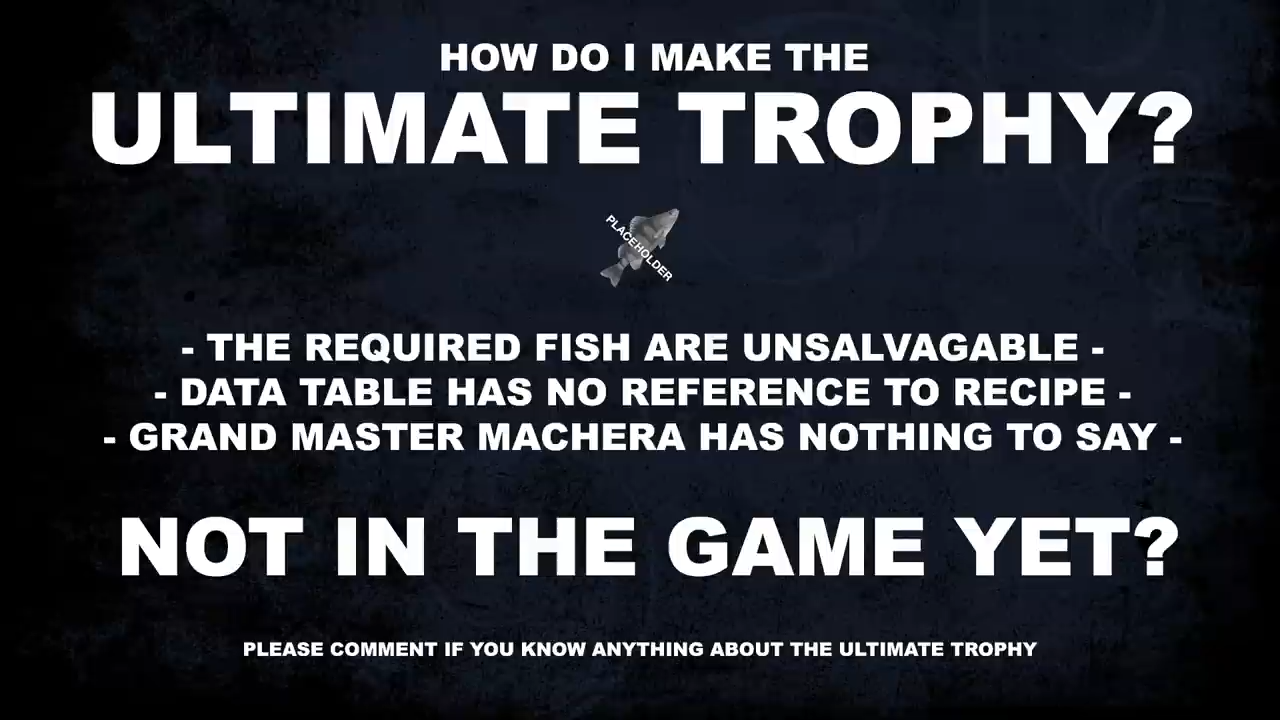 HOW DO I MAKE THE
ULTIMATE TROPHY?
PLACEHOLDER
- THE REQUIRED FISH ARE UNSALVAGABLE -
- DATA TABLE HAS NO REFERENCE TO RECIPE -
- GRAND MASTER MACHERA HAS NOTHING TO SAY -
NOT IN THE GAME YET?
PLEASE COMMENT IF YOU KNOW ANYTHING ABOUT THE ULTIMATE TROPHY